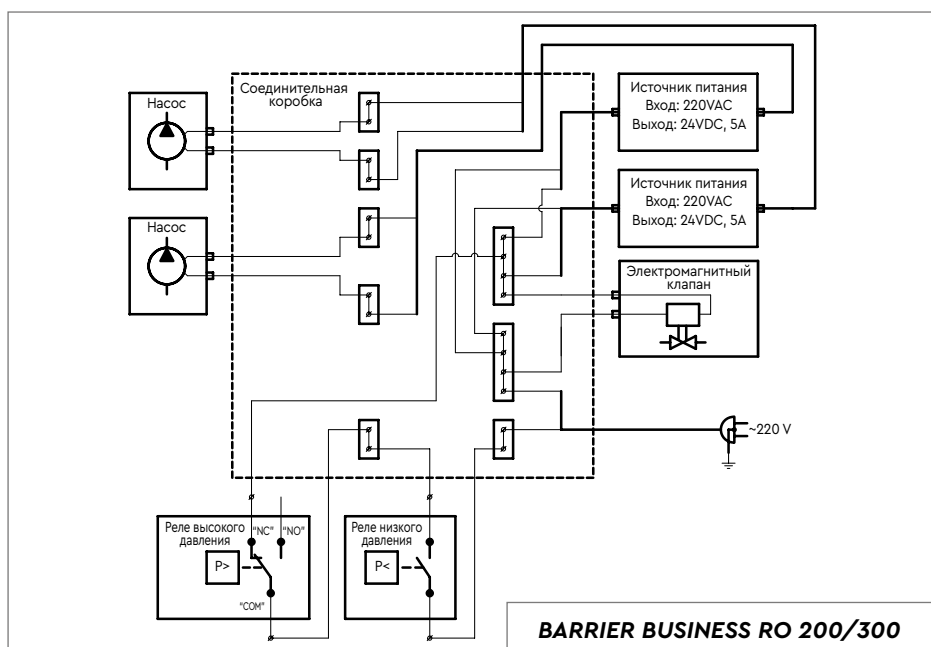 Соединительная
коробка
Насос
Насос
Источник питания
Вход: 220VAC
Выход: 24VDC, 5A
Источник питания
Вход: 220VAC
Выход: 24VDC, 5A
Электромагнитный
клапан
~220 V
Реле высокого
давления
"NC"
"NO"
P>
"COM"
Реле низкого
давления
P<
BARRIER BUSINESS RO 200/300